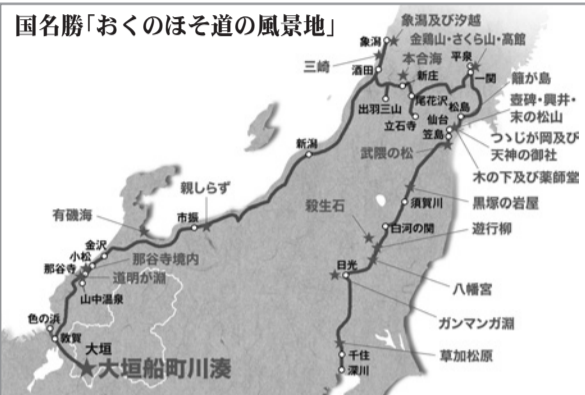 国名勝「おくのほそ道の風景地」
象潟及び汐越
象潟
金鶏山・さくら山・高館
三崎
本合海
平泉
酒田
新庄
一関
籠が島
出羽三山
尾花沢
松島
壺碑・興井・
末の松山
立石寺
仙台
笠島
つゝじが岡及び
天神の御社
新潟
武隈の松
木の下及び薬師堂
親しらず
殺生石
須賀川
黒塚の岩屋
有磯海
市振
白河の関
遊行柳
金沢
小松
那谷寺境内
日光
那谷寺
道明が淵
八幡宮
山中温泉
ガンマンガ淵
色の浜
敦賀
大垣
草加松原
大垣船町川湊
千住
深川